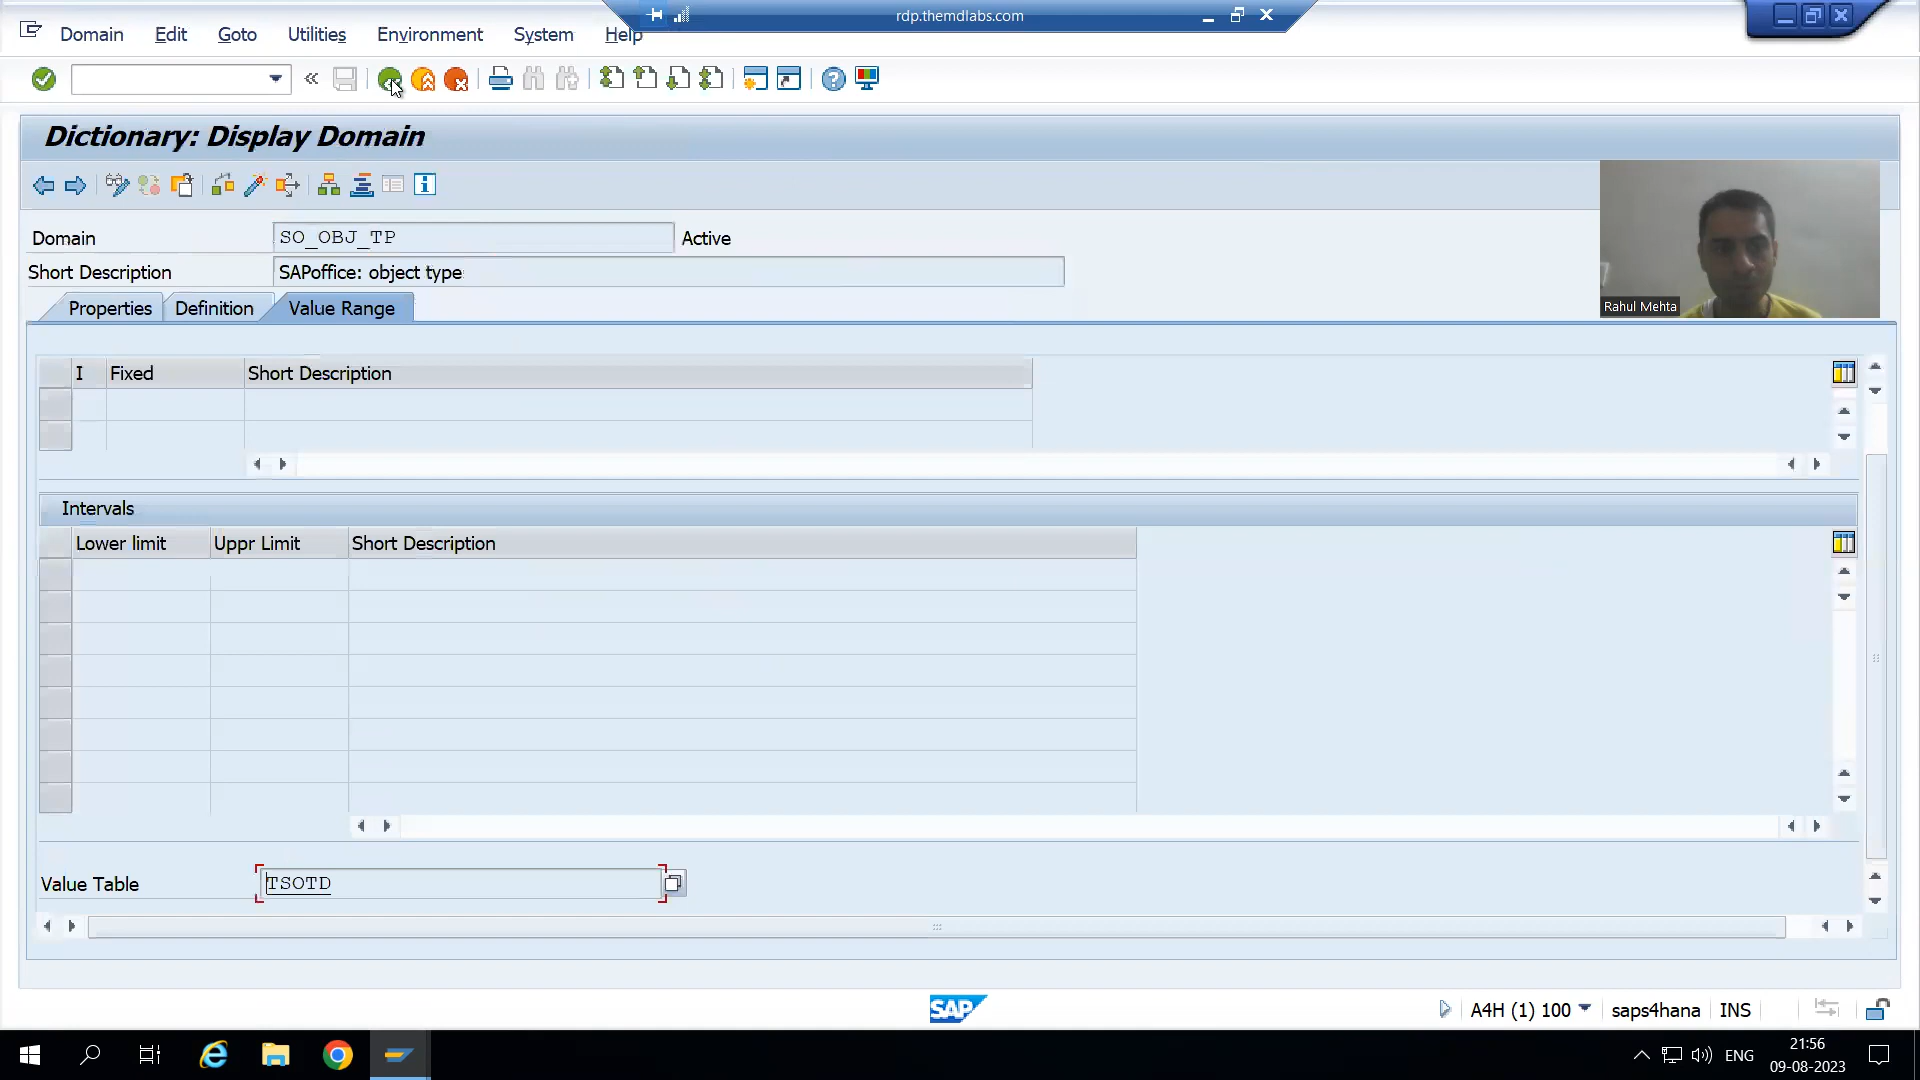 rdp.themdlabs.com
Domain Edit Goto Utilities Environment System Help
Dictionary: Display Domain
Domain SO_OBJ_TP Active
Short Description SAPoffice: object type
Properties Definition Value Range
Rahul Mehta
I Fixed Short Description
Intervals
Lower limit Uppr Limit Short Description
Value Table TSOTD
SAP A4H (1) 100 saps4hana INS
21:56
ENG
09-08-2023